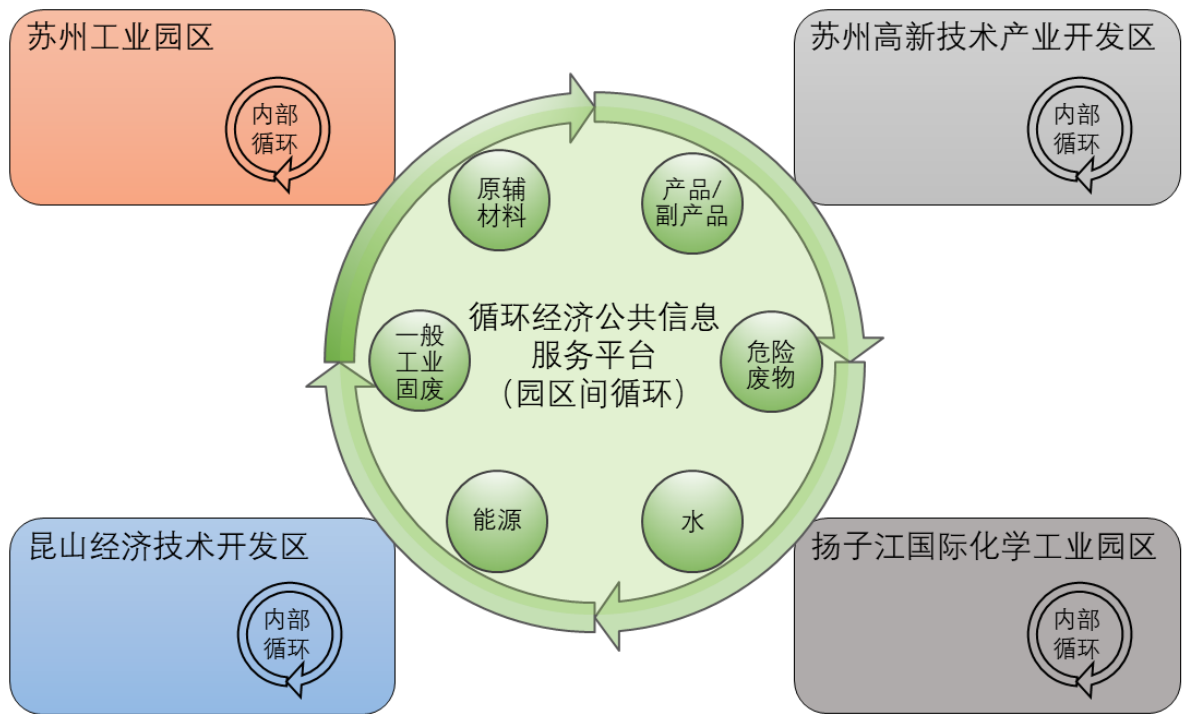 苏州工业园区
内部
循环
苏州高新技术产业开发区
内部
循环
原辅
材料
产品/
副产品
一般
工业
固废
循环经济公共信息
服务平台
（园区间循环）
危险
废物
能源
水
昆山经济技术开发区
内部
循环
扬子江国际化学工业园区
内部
循环